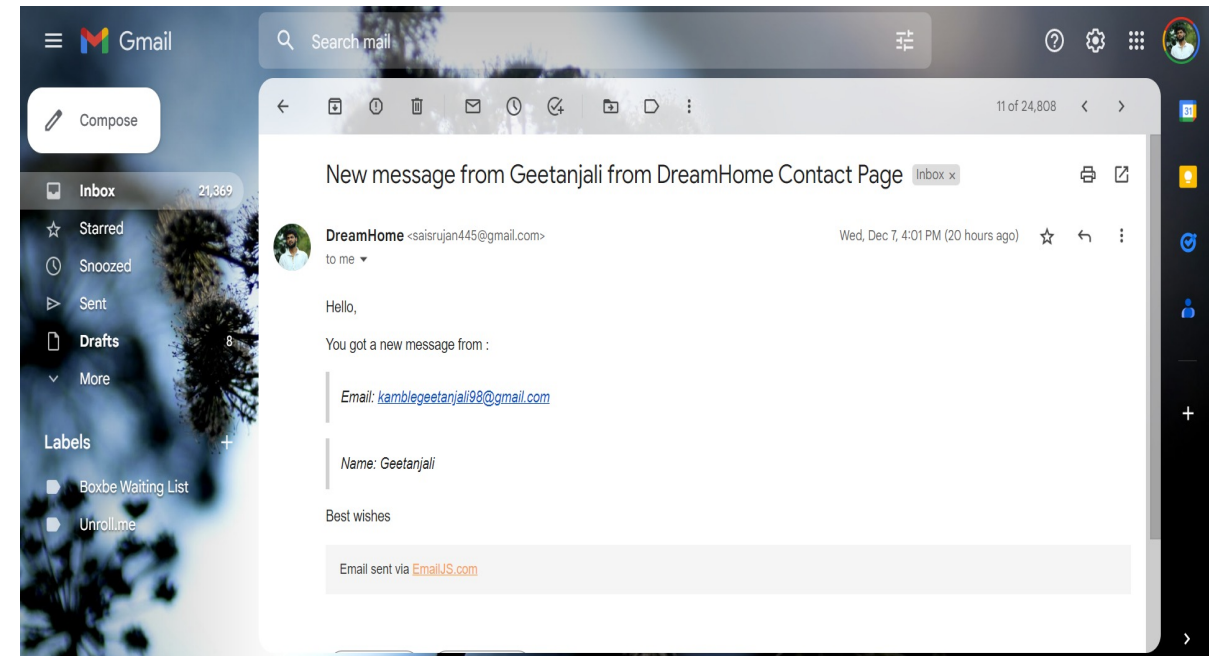 Gmail
Search mail
Compose
11 of 24,808
31
Inbox 21,369
Starred
Snoozed
Sent
Drafts 8
More
Labels +
Boxbe Waiting List
Unroll.me
New message from Geetanjali from DreamHome Contact Page Inbox x
DreamHome <saisrujan445@gmail.com> Wed, Dec 7, 4:01 PM (20 hours ago)
to me
Hello,
You got a new message from :
Email: kamblegeetanjali98@gmail.com
Name: Geetanjali
Best wishes
Email sent via EmailJS.com